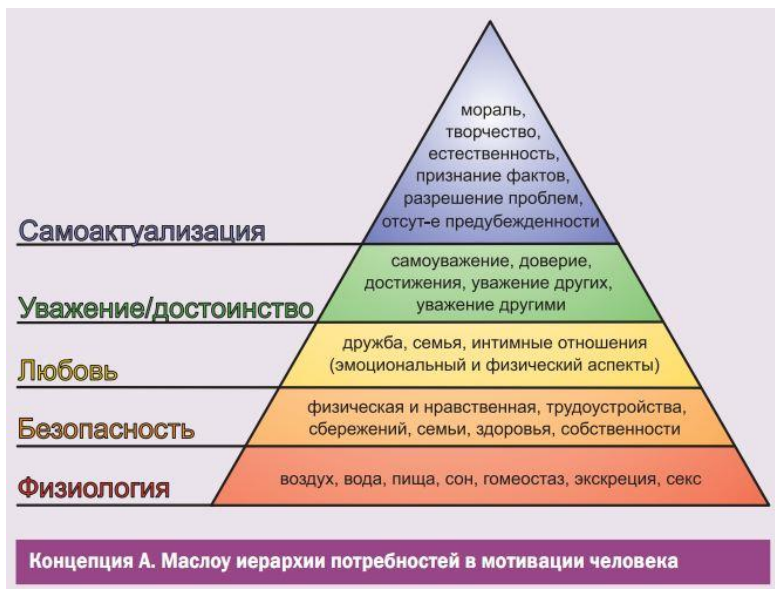 мораль,
творчество,
естественность,
признание фактов,
разрешение проблем,
отсут-е предубежденности
Самоактуализация
самоуважение, доверие,
достижения, уважение других,
уважение другими
Уважение/достоинство
дружба, семья, интимные отношения
(эмоциональный и физический аспекты)
Любовь
физическая и нравственная, трудоустройства,
сбережений, семьи, здоровья, собственности
Безопасность
воздух, вода, пища, сон, гомеостаз, экскреция, секс
Физиология
Концепция А. Маслоу иерархии потребностей в мотивации человека